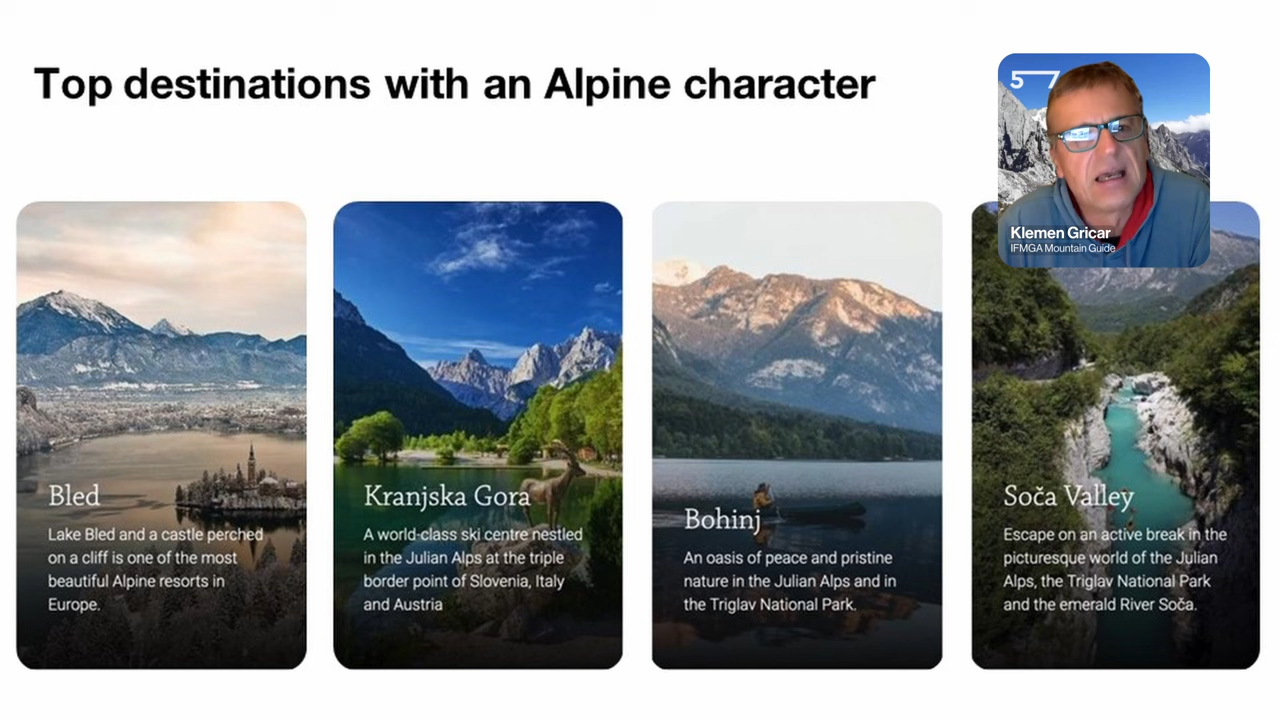 Top destinations with an Alpine character
57
Klemen Gricar
IFMGA Mountain Guide
Bled
Lake Bled and a castle perched
on a cliff is one of the most
beautiful Alpine resorts in
Europe.
Kranjska Gora
A world-class ski centre nestled
in the Julian Alps at the triple
border point of Slovenia, Italy
and Austria
Bohinj
An oasis of peace and pristine
nature in the Julian Alps and in
the Triglav National Park.
Soča Valley
Escape on an active break in the
picturesque world of the Julian
Alps, the Triglav National Park
and the emerald River Soča.